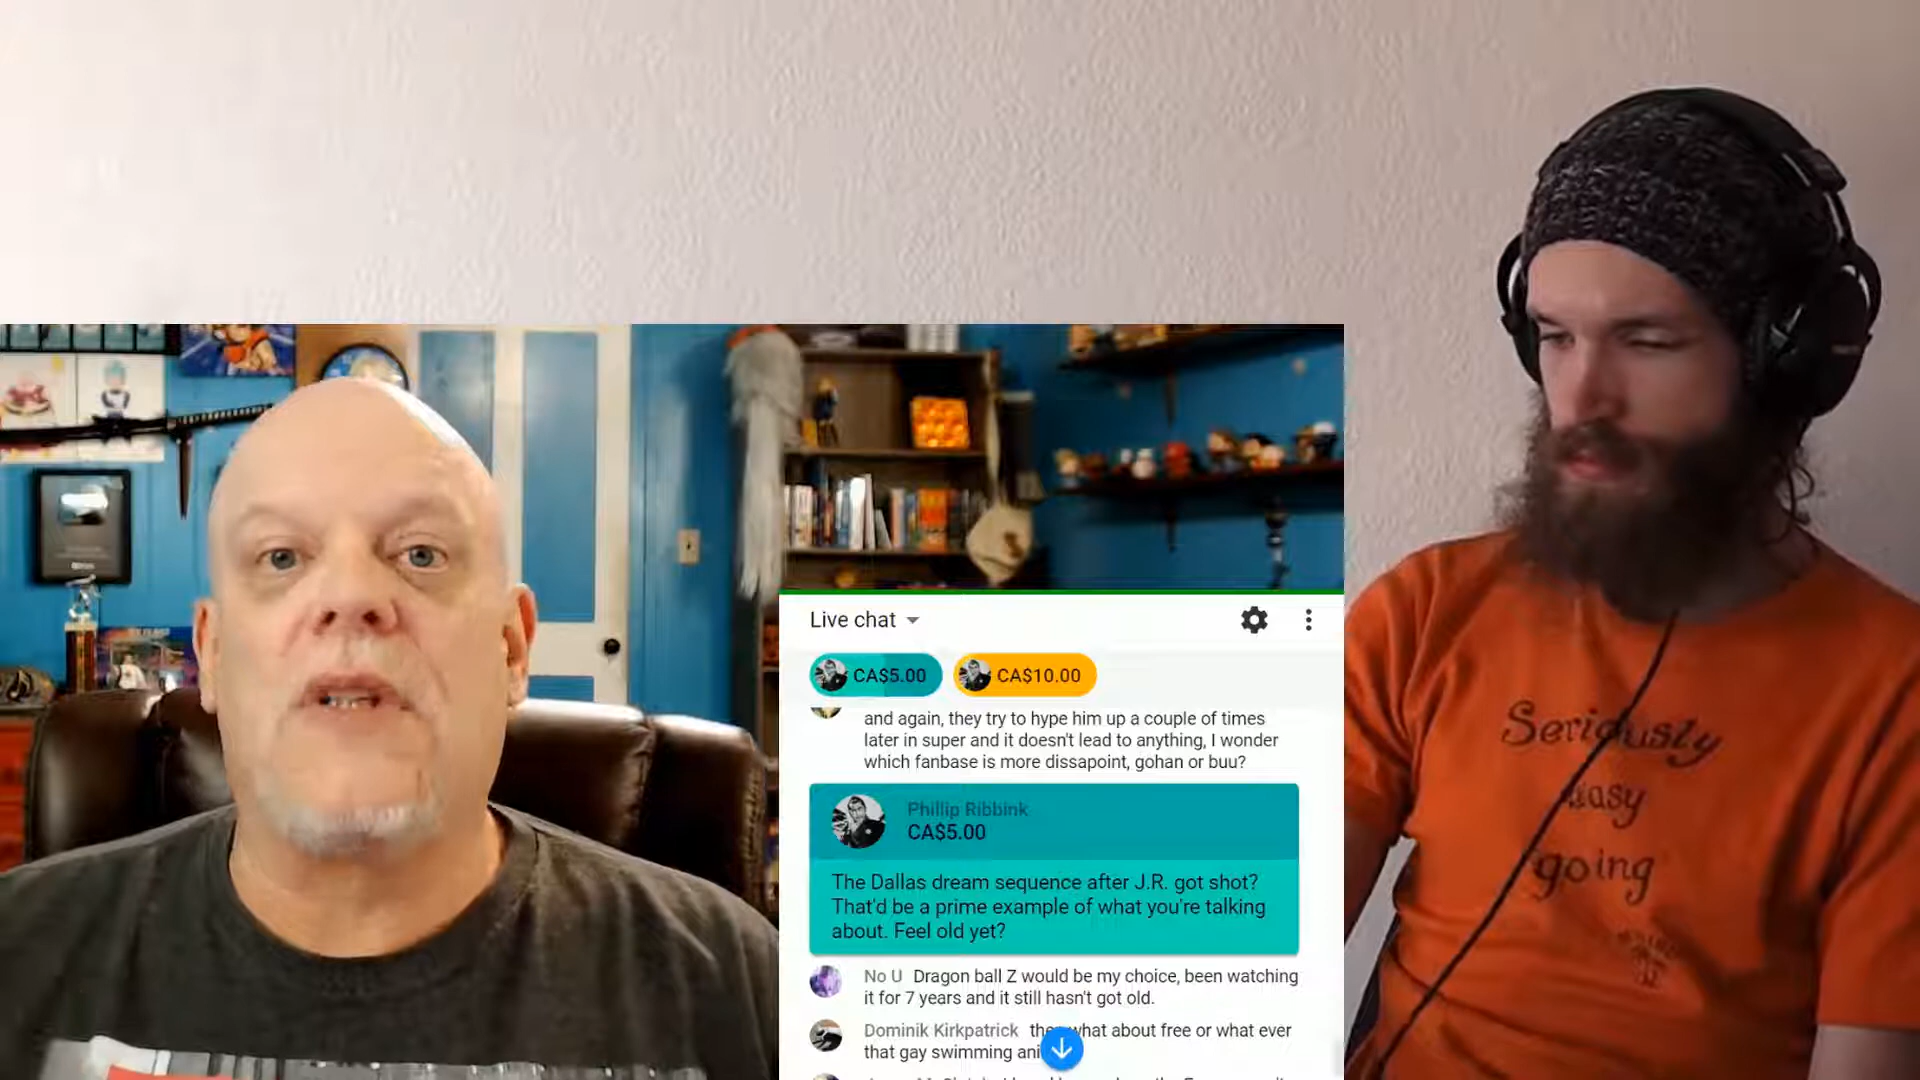 Live chat
CA$5.00
CA$10.00
and again, they try to hype him up a couple of times
later in super and it doesn't lead to anything, I wonder
which fanbase is more dissapoint, gohan or buu?
Phillip Ribbink
CA$5.00
The Dallas dream sequence after J.R. got shot?
That'd be a prime example of what you're talking
about. Feel old yet?
No U Dragon ball Z would be my choice, been watching
it for 7 years and it still hasn't got old.
Dominik Kirkpatrick what about free or what ever
that gay swimming
Seriously
easy
going